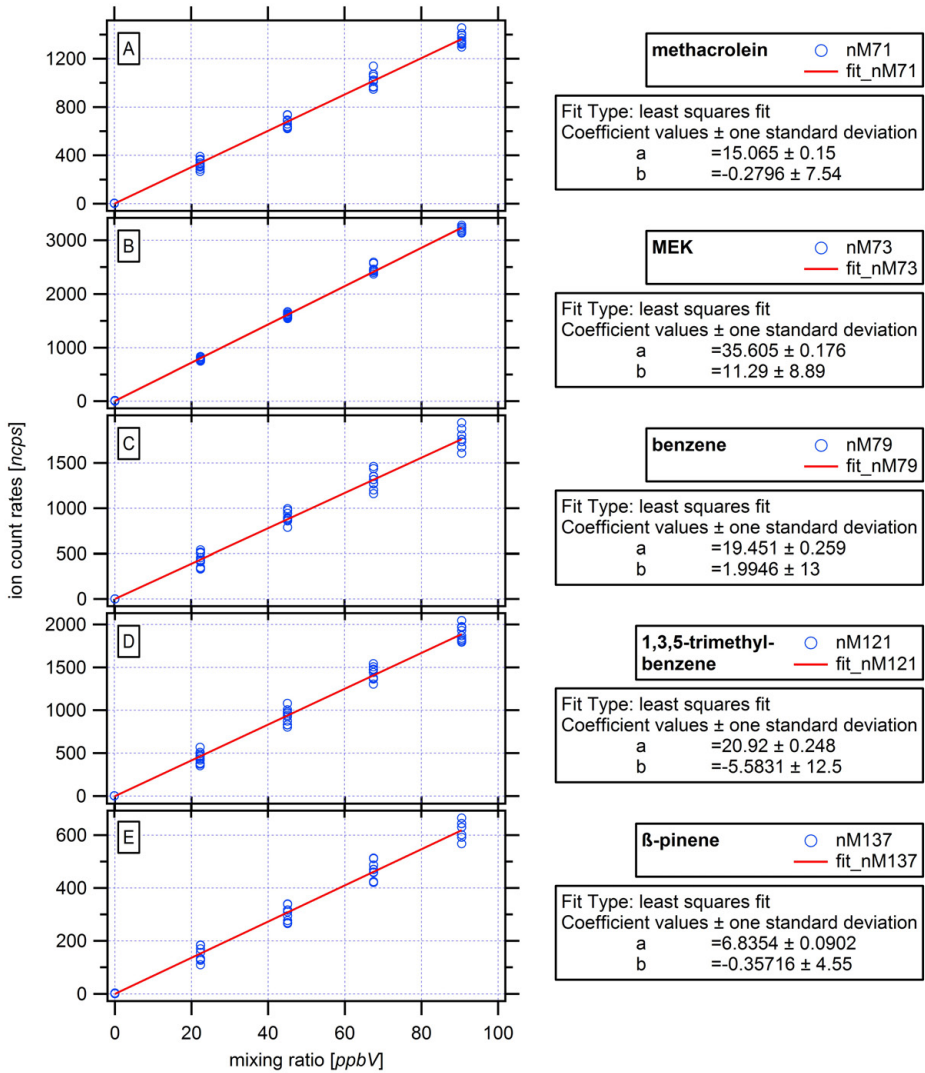 ion count rates [ncps]
A
1200
800
400
0
methacrolein nM71
fit_nM71
Fit Type: least squares fit
Coefficient values ± one standard deviation
a =15.065 ± 0.15
b =-0.2796 ± 7.54
B
3000
2000
1000
0
MEK nM73
fit_nM73
Fit Type: least squares fit
Coefficient values ± one standard deviation
a =35.605 ± 0.176
b =11.29 ± 8.89
C
1500
1000
500
0
benzene nM79
fit_nM79
Fit Type: least squares fit
Coefficient values ± one standard deviation
a =19.451 ± 0.259
b =1.9946 ± 13
D
2000
1500
1000
500
0
1,3,5-trimethyl- nM121
benzene fit_nM121
Fit Type: least squares fit
Coefficient values ± one standard deviation
a =20.92 ± 0.248
b =-5.5831 ± 12.5
E
600
400
200
0
ß-pinene nM137
fit_nM137
Fit Type: least squares fit
Coefficient values ± one standard deviation
a =6.8354 ± 0.0902
b =-0.35716 ± 4.55
0 20 40 60 80 100
mixing ratio [ppbV]